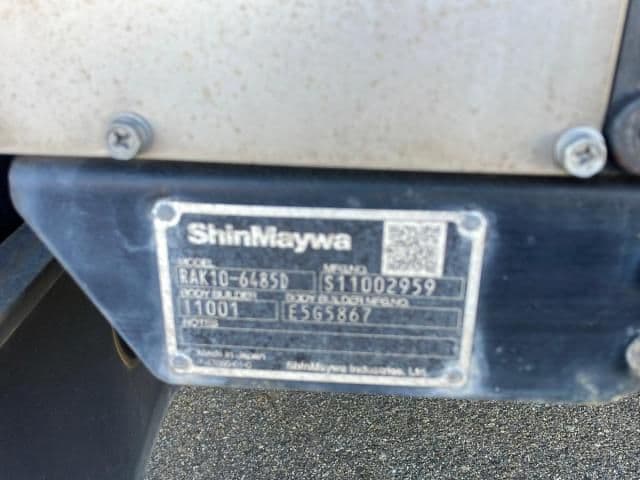 ShinMaywa
MODEL MFG.NO.
RAK10-6485D S11002959
BODY BUILDER BODY BUILDER MFG.NO.
11001 E5G5867
NOTES
Made in Japan ShinMaywa Industries, Ltd.